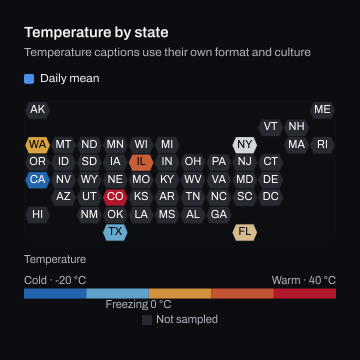 Temperature by state
Temperature captions use their own format and culture
Daily mean
AK ME
VT NH
WA MT ND MN WI MI NY MA RI
OR ID SD IA IL IN OH PA NJ CT
CA NV WY NE MO KY WV VA MD DE
AZ UT CO KS AR TN NC SC DC
HI NM OK LA MS AL GA
TX FL
Temperature
Cold · -20 °C Warm · 40 °C
Freezing 0 °C
Not sampled